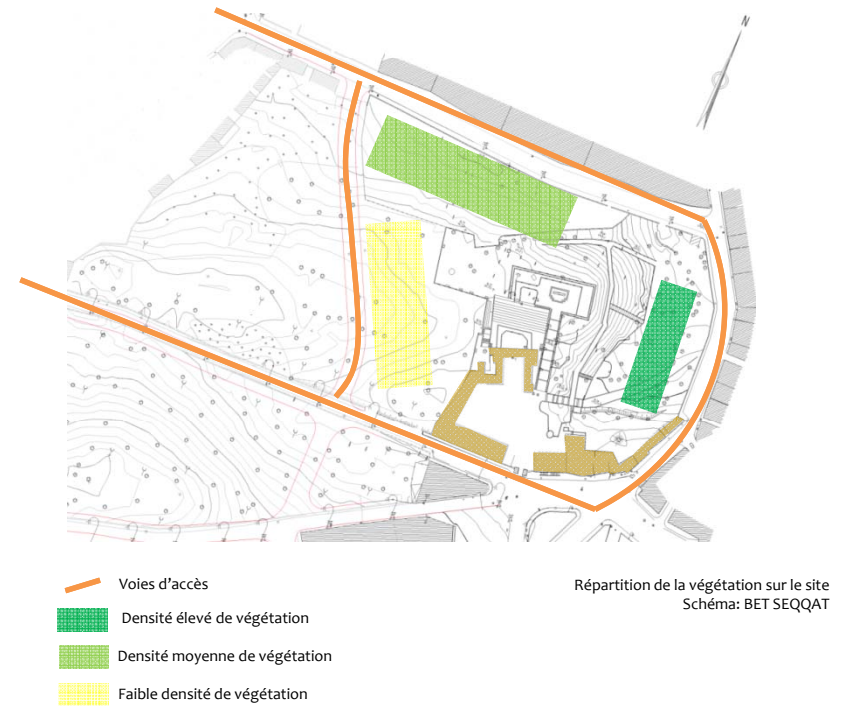 N
Voies d'accès
Densité élevé de végétation
Densité moyenne de végétation
Faible densité de végétation
Répartition de la végétation sur le site
Schéma: BET SEQQAT